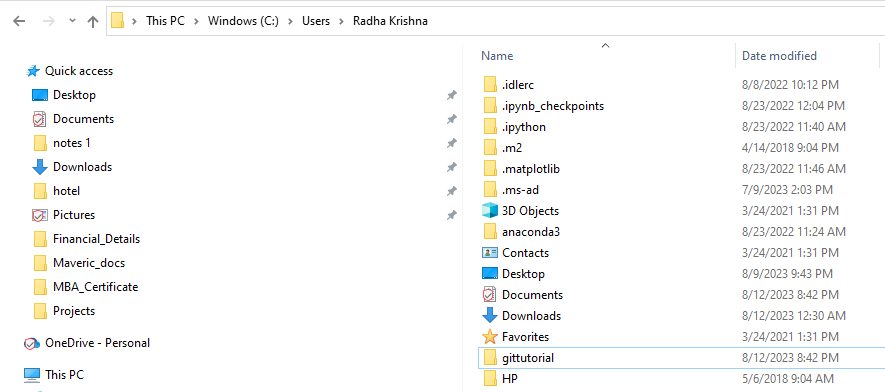 This PC > Windows (C:) > Users > Radha Krishna
Quick access
Desktop
Documents
notes 1
Downloads
hotel
Pictures
Financial_Details
Maveric_docs
MBA_Certificate
Projects
OneDrive - Personal
This PC
Name Date modified
.idlerc 8/8/2022 10:12 PM
.ipynb_checkpoints 8/23/2022 12:04 PM
.ipython 8/23/2022 11:40 AM
.m2 4/14/2018 9:04 PM
.matplotlib 8/23/2022 11:46 AM
.ms-ad 7/9/2023 2:03 PM
3D Objects 3/24/2021 1:31 PM
anaconda3 8/23/2022 11:24 AM
Contacts 3/24/2021 1:31 PM
Desktop 8/9/2023 9:43 PM
Documents 8/12/2023 8:42 PM
Downloads 8/12/2023 12:30 AM
Favorites 3/24/2021 1:31 PM
gittutorial 8/12/2023 8:42 PM
HP 5/6/2018 9:04 AM